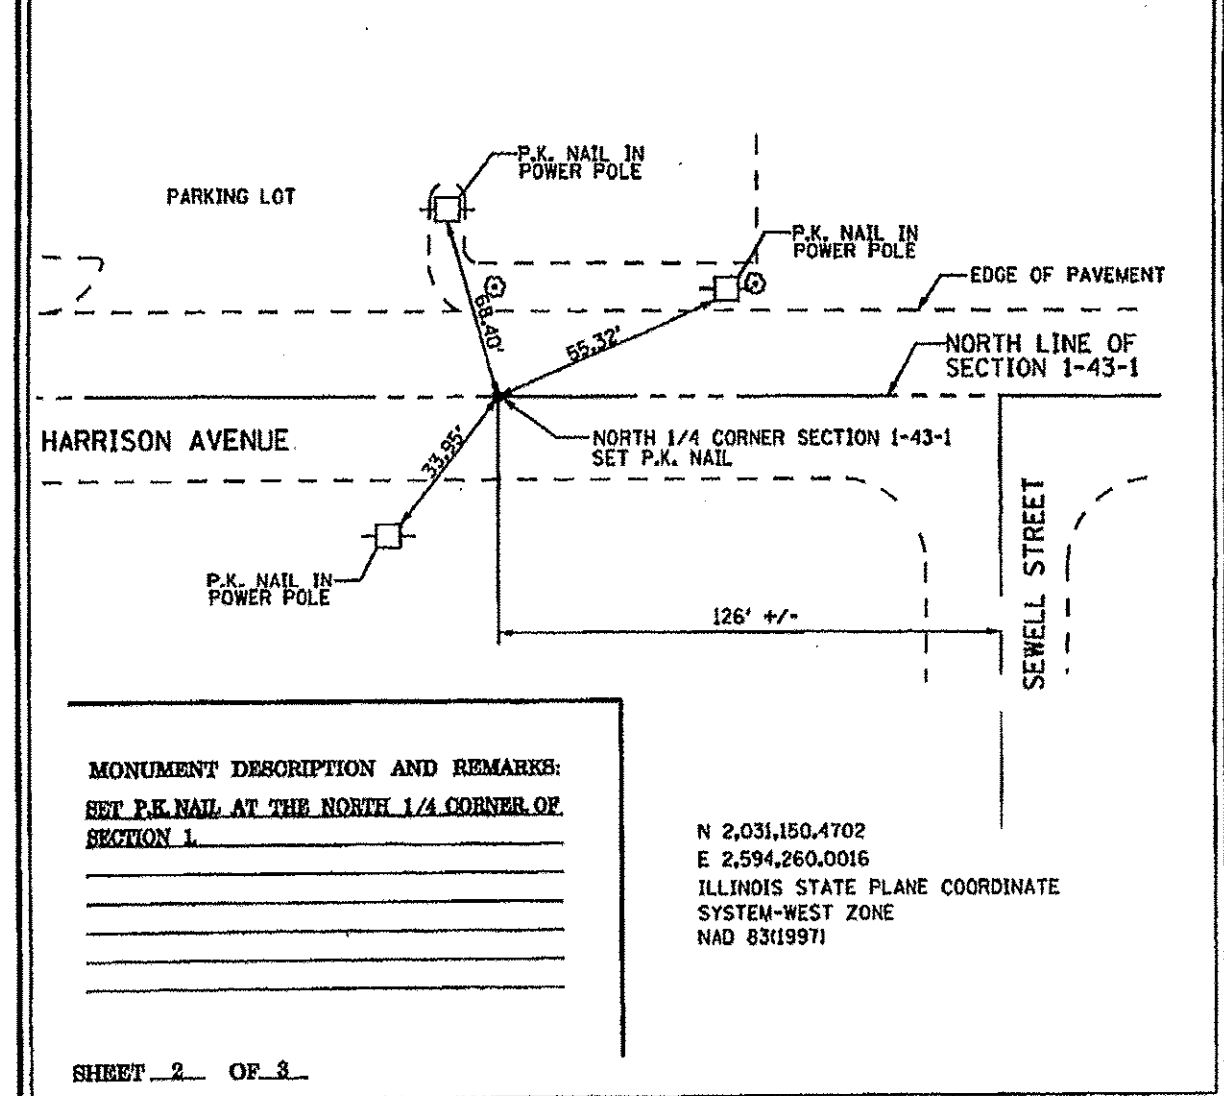 P.K. NAIL IN
POWER POLE
PARKING LOT
P.K. NAIL IN
POWER POLE
EDGE OF PAVEMENT
68.40'
55.32'
NORTH LINE OF
SECTION 1-43-1
HARRISON AVENUE
33.95'
NORTH 1/4 CORNER SECTION 1-43-1
SET P.K. NAIL
SEWELL STREET
P.K. NAIL IN
POWER POLE
126' +/-
MONUMENT DESCRIPTION AND REMARKS:
SET P.K. NAIL AT THE NORTH 1/4 CORNER OF
SECTION 1.
N 2,031,150.4702
E 2,594,260.0016
ILLINOIS STATE PLANE COORDINATE
SYSTEM-WEST ZONE
NAD 83(1997)
SHEET 2 OF 3